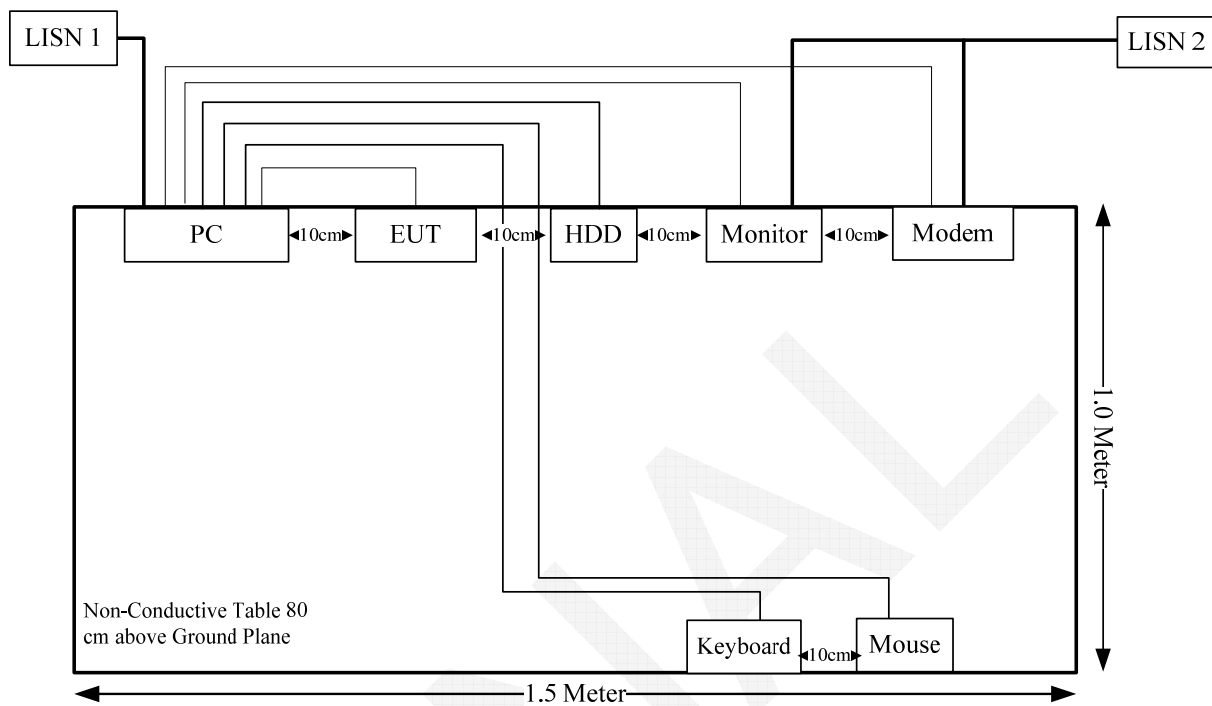 LISN 1
LISN 2
PC
10cm
EUT
10cm
HDD
10cm
Monitor
10cm
Modem
1.0 Meter
Non-Conductive Table 80
cm above Ground Plane
Keyboard
10cm
Mouse
1.5 Meter